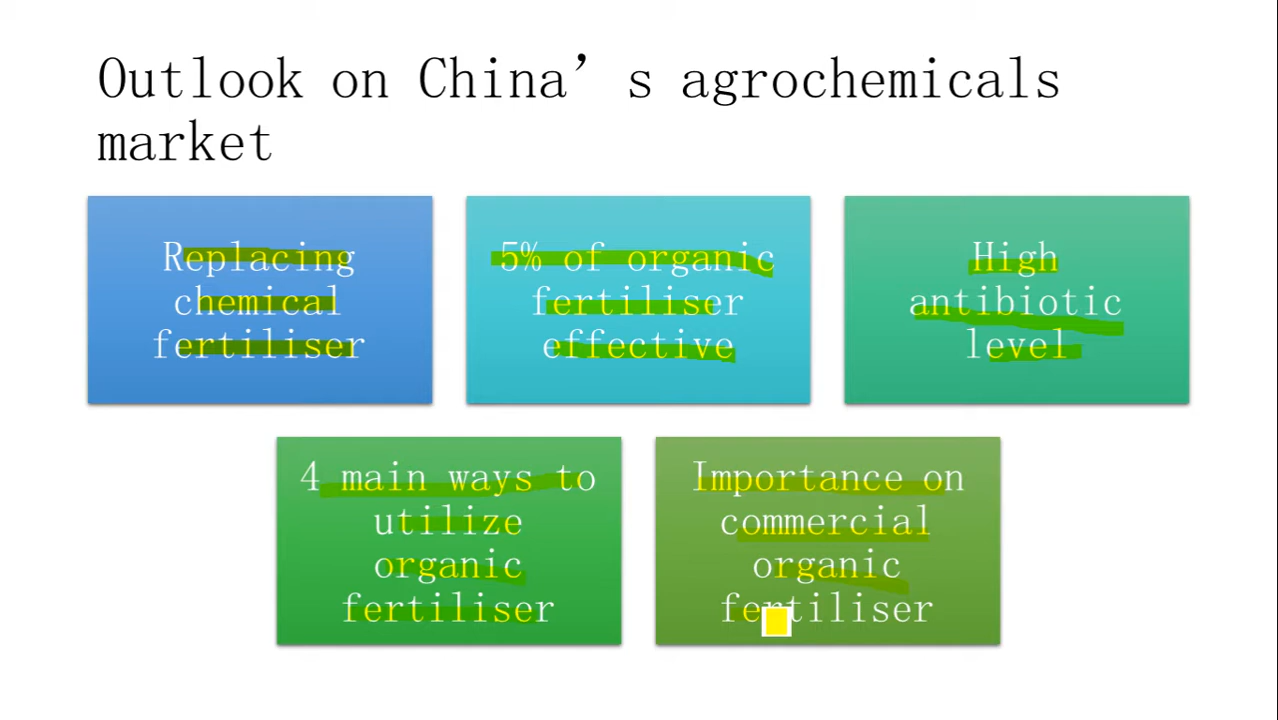 Outlook on China’s agrochemicals
market
Replacing
chemical
fertiliser
5% of organic
fertiliser
effective
High
antibiotic
level
4 main ways to
utilize
organic
fertiliser
Importance on
commercial
organic
fertiliser